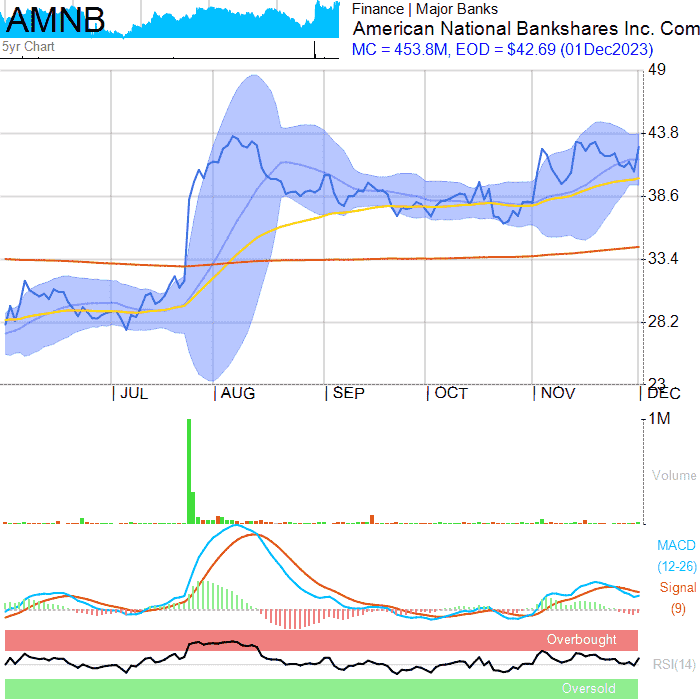 AMNB
5yr Chart
Finance | Major Banks
American National Bankshares Inc. Com
MC = 453.8M, EOD = $42.69 (01Dec2023)
49
43.8
38.6
33.4
28.2
23
JUL AUG SEP OCT NOV DEC
1M
Volume
MACD
(12-26)
Signal
(9)
Overbought
RSI(14)
Oversold